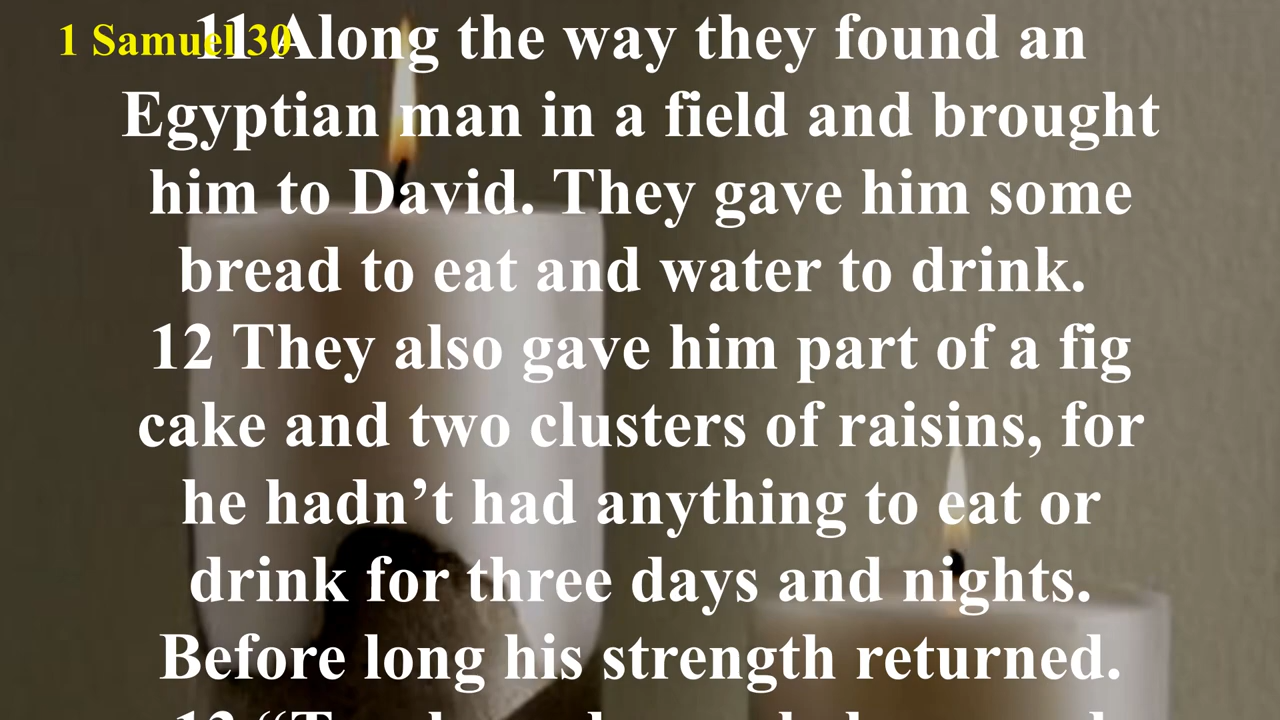 1 Samuel 30
11 Along the way they found an
Egyptian man in a field and brought
him to David. They gave him some
bread to eat and water to drink.
12 They also gave him part of a fig
cake and two clusters of raisins, for
he hadn’t had anything to eat or
drink for three days and nights.
Before long his strength returned.